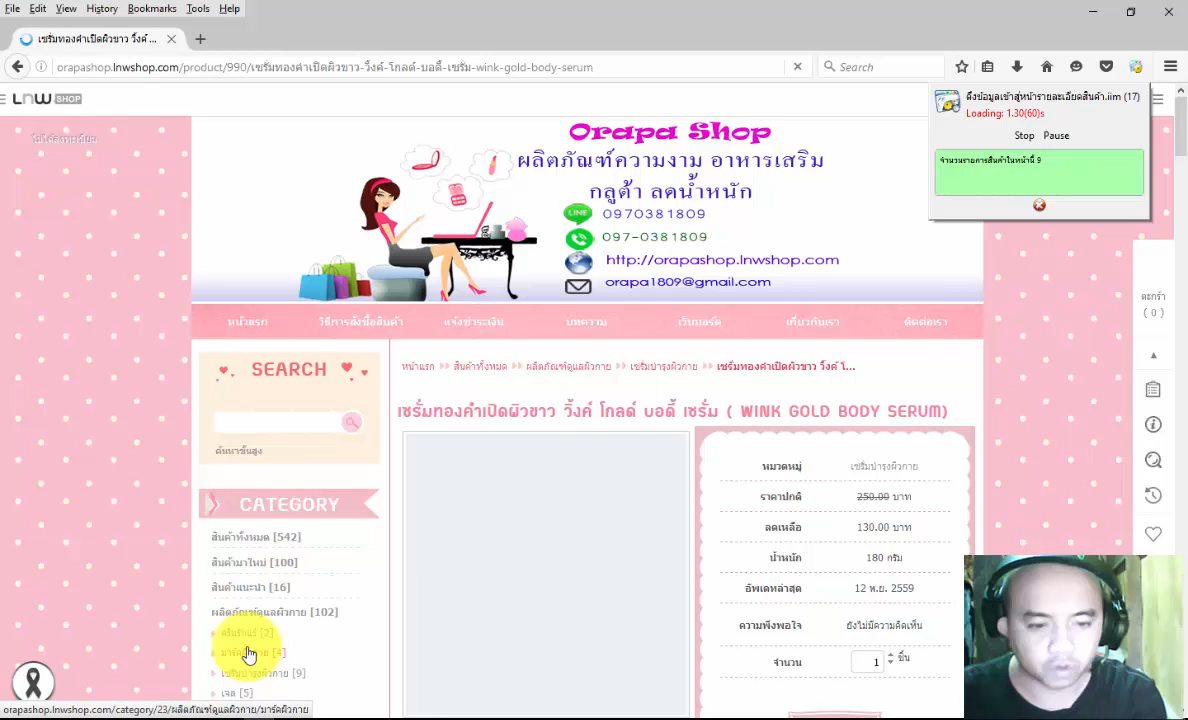 File Edit View History Bookmarks Tools Help
เซรั่มทองคำเปิดผิวขาว วิ้งค์ ...
orapashop.lnwshop.com/product/990/เซรั่มทองคำเปิดผิวขาว-วิ้งค์-โกลด์-บอดี้-เซรั่ม-wink-gold-body-serum
Search
LnW SHOP
ดึงข้อมูลเข้าสู่หน้ารายละเอียดสินค้า.iim (17)
Loading: 1.30(60)s
Stop Pause
จำนวนรายการสินค้าในหน้านี้ 9
Orapa Shop
ผลิตภัณฑ์ความงาม อาหารเสริม
กลูต้า ลดน้ำหนัก
LINE 0970381809
097-0381809
http://orapashop.lnwshop.com
orapa1809@gmail.com
ตะกร้า
( 0 )
หน้าแรก วิธีการสั่งซื้อสินค้า แจ้งชำระเงิน บทความ เว็บบอร์ด เกี่ยวกับเรา ติดต่อเรา
SEARCH
ค้นหาขั้นสูง
CATEGORY
สินค้าทั้งหมด [542]
สินค้ามาใหม่ [100]
สินค้าแนะนำ [16]
ผลิตภัณฑ์ดูแลผิวกาย [102]
[2]
[4]
เซรั่มบำรุงผิวกาย [9]
เจล [5]
หน้าแรก สินค้าทั้งหมด ผลิตภัณฑ์ดูแลผิวกาย เซรั่มบำรุงผิวกาย เซรั่มทองคำเปิดผิวขาว วิ้งค์ โ...
เซรั่มทองคำเปิดผิวขาว วิ้งค์ โกลด์ บอดี้ เซรั่ม ( WINK GOLD BODY SERUM)
หมวดหมู่ เซรั่มบำรุงผิวกาย
ราคาปกติ 250.00 บาท
ลดเหลือ 130.00 บาท
น้ำหนัก 180 กรัม
อัพเดทล่าสุด 12 พ.ย. 2559
ความพึงพอใจ ยังไม่มีความคิดเห็น
จำนวน 1 ชิ้น
orapashop.lnwshop.com/category/23/ผลิตภัณฑ์ดูแลผิวกาย/มาร์คผิวกาย